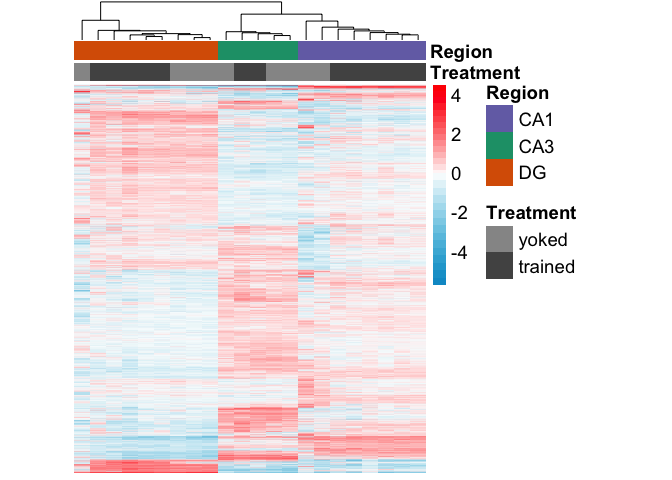 Region
Treatment
4
2
0
-2
-4
Region
CA1
CA3
DG
Treatment
yoked
trained